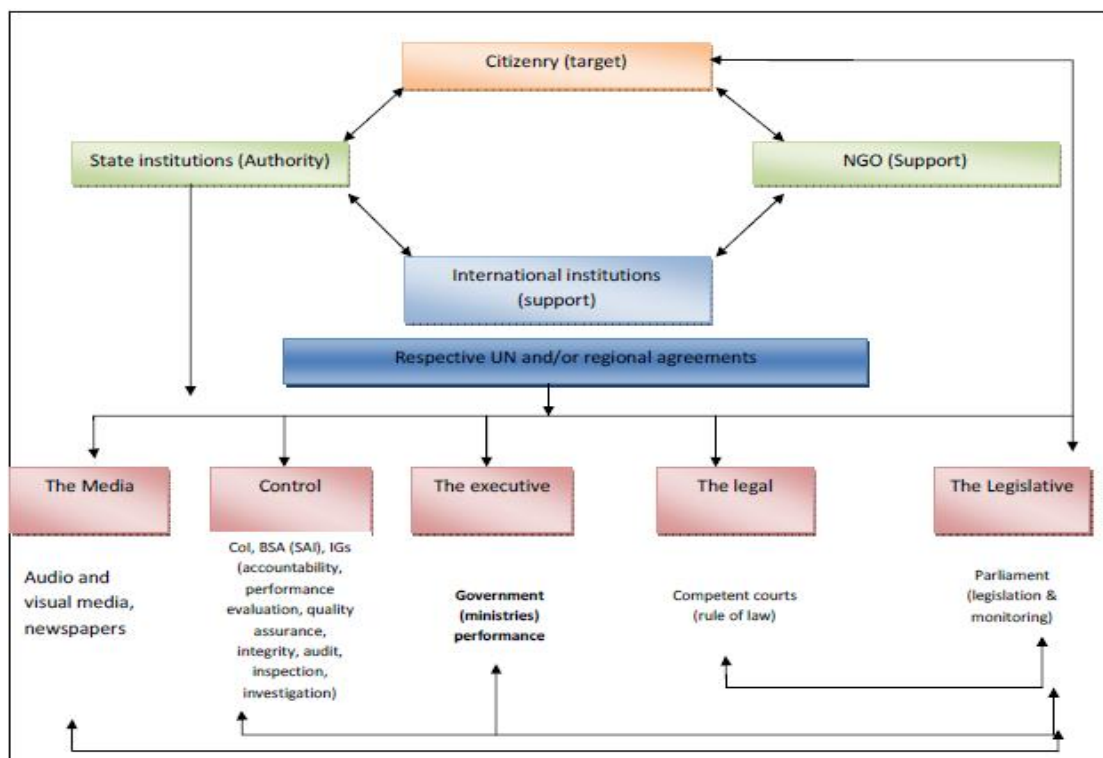 Citizenry (target)
State institutions (Authority)
NGO (Support)
International institutions
(support)
Respective UN and/or regional agreements
The Media
Control
The executive
The legal
The Legislative
Audio and
visual media,
newspapers
CoI, BSA (SAI), IGs
(accountability,
performance
evaluation, quality
assurance,
integrity, audit,
inspection,
investigation)
Government
(ministries)
performance
Competent courts
(rule of law)
Parliament
(legislation &
monitoring)